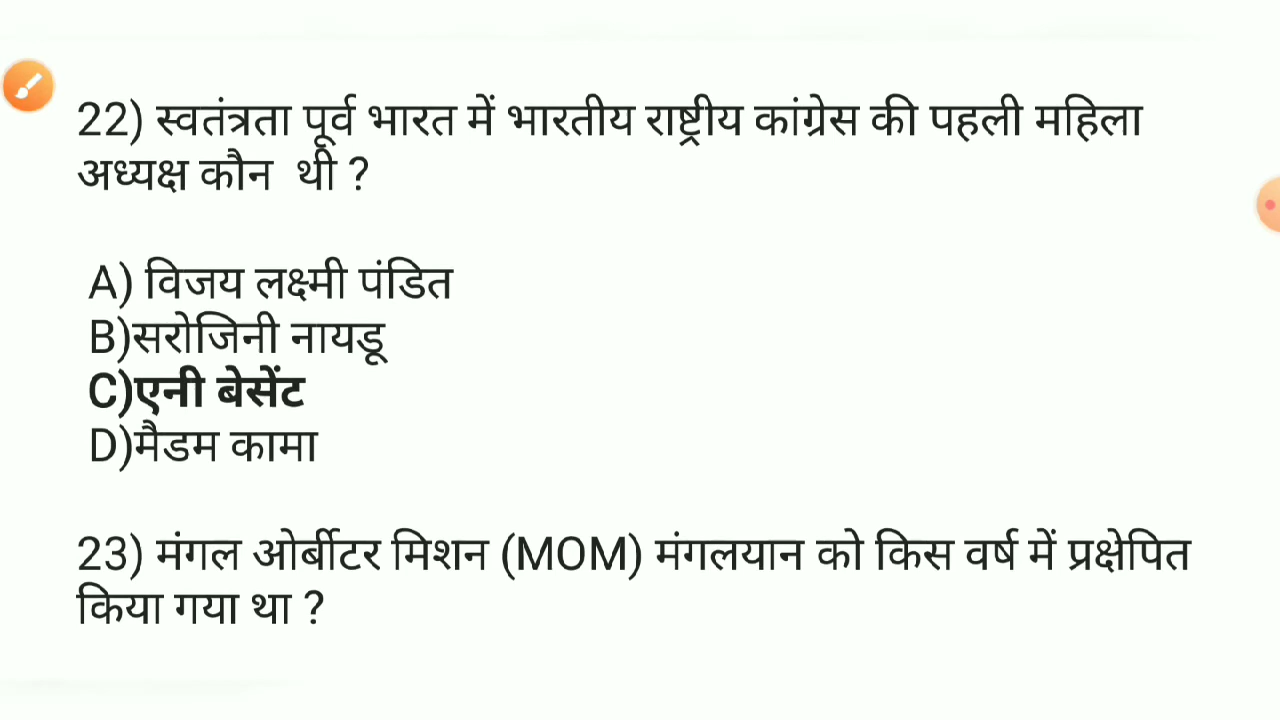 22) स्वतंत्रता पूर्व भारत में भारतीय राष्ट्रीय कांग्रेस की पहली महिला
अध्यक्ष कौन थी ?
A) विजय लक्ष्मी पंडित
B)सरोजिनी नायडू
C)एनी बेसेंट
D)मैडम कामा
23) मंगल ओर्बीटर मिशन (MOM) मंगलयान को किस वर्ष में प्रक्षेपित
किया गया था ?